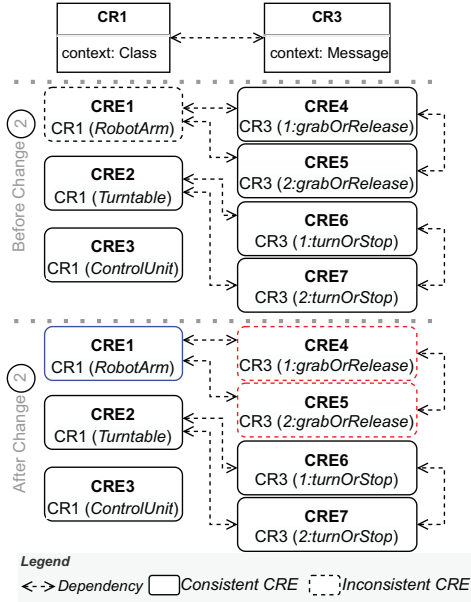 CR1
context: Class
CR3
context: Message
Before Change 2
CRE1
CR1 (RobotArm)
CRE2
CR1 (Turntable)
CRE3
CR1 (ControlUnit)
CRE4
CR3 (1:grabOrRelease)
CRE5
CR3 (2:grabOrRelease)
CRE6
CR3 (1:turnOrStop)
CRE7
CR3 (2:turnOrStop)
After Change 2
CRE1
CR1 (RobotArm)
CRE2
CR1 (Turntable)
CRE3
CR1 (ControlUnit)
CRE4
CR3 (1:grabOrRelease)
CRE5
CR3 (2:grabOrRelease)
CRE6
CR3 (1:turnOrStop)
CRE7
CR3 (2:turnOrStop)
Legend
Dependency Consistent CRE Inconsistent CRE